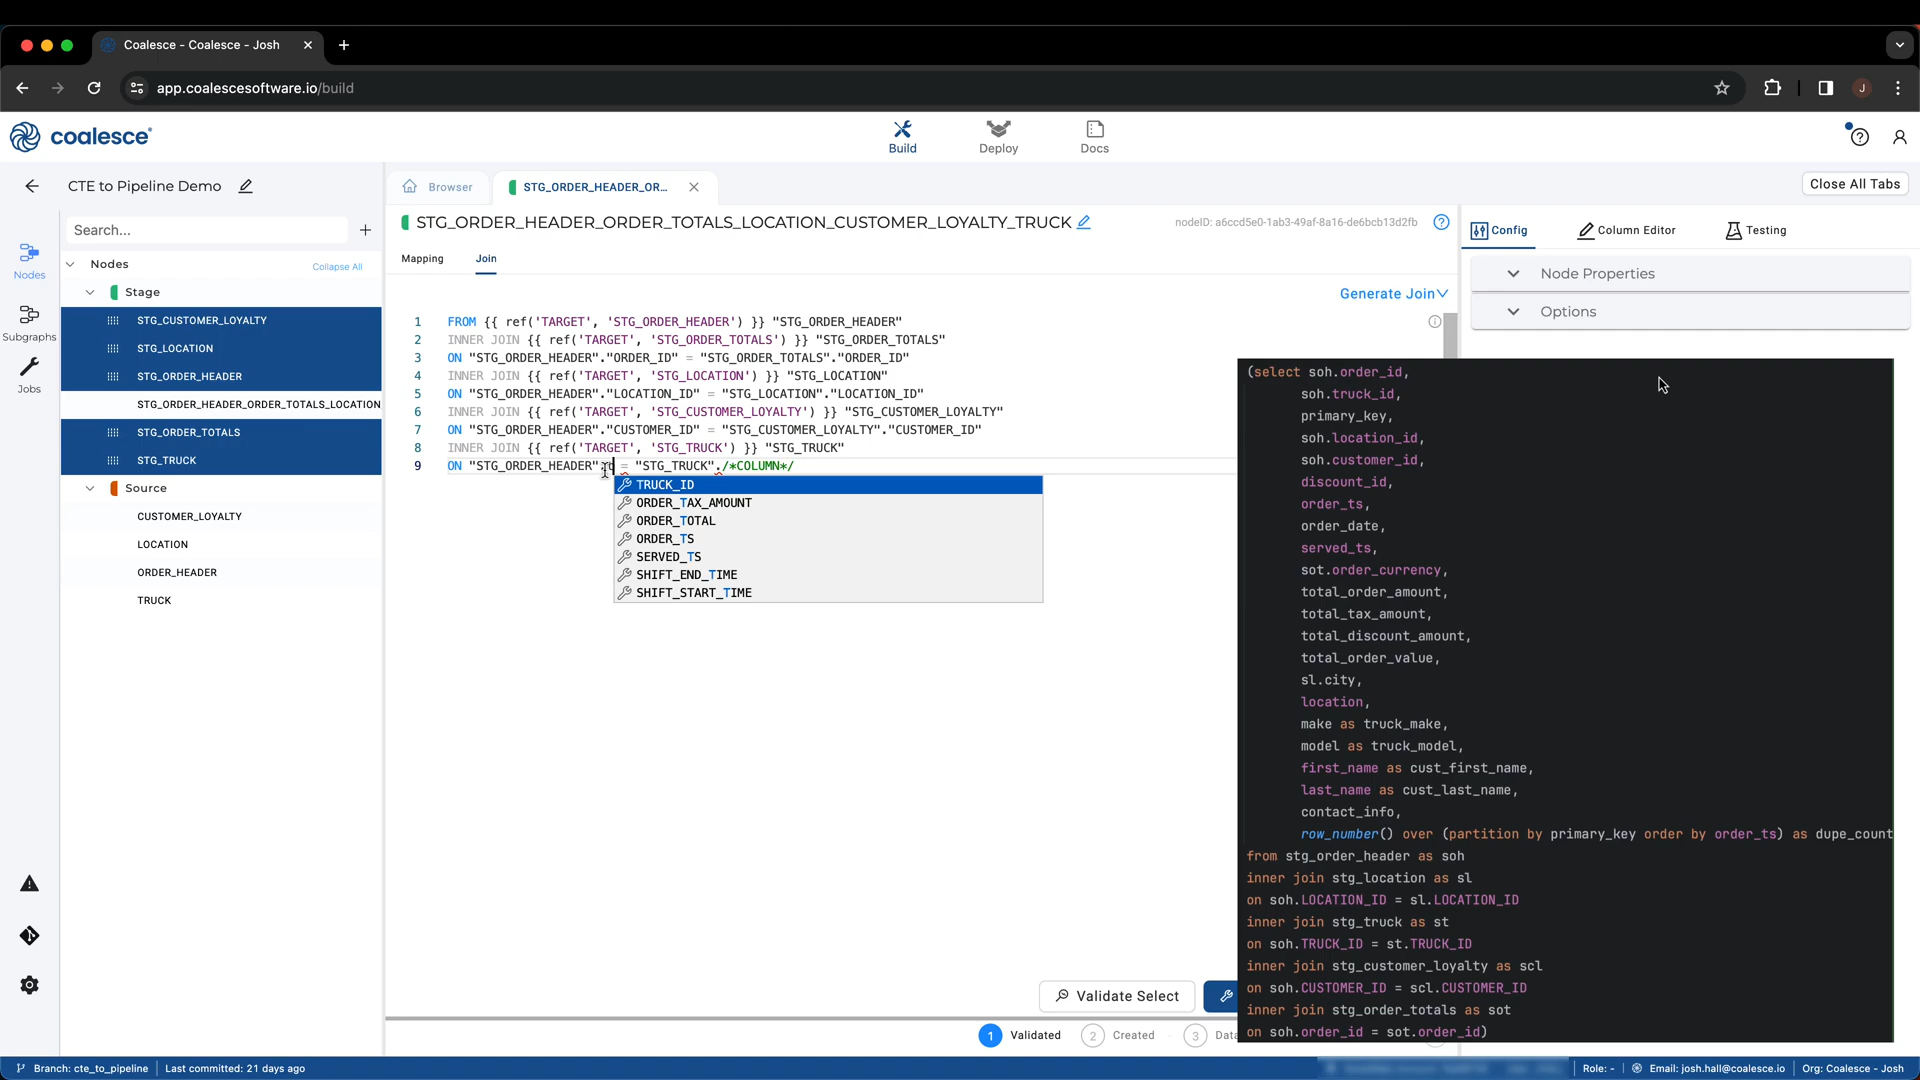 Coalesce - Coalesce - Josh
app.coalescesoftware.io/build
J
coalesce
Build
Deploy
Docs
CTE to Pipeline Demo
Browser
STG_ORDER_HEADER_OR...
Close All Tabs
Search...
STG_ORDER_HEADER_ORDER_TOTALS_LOCATION_CUSTOMER_LOYALTY_TRUCK
nodeID: a6ccd5e0-1ab3-49af-8a16-de6bcb13d2fb
Config
Column Editor
Testing
Nodes
Subgraphs
Jobs
Nodes
Collapse All
Stage
STG_CUSTOMER_LOYALTY
STG_LOCATION
STG_ORDER_HEADER
STG_ORDER_HEADER_ORDER_TOTALS_LOCATION
STG_ORDER_TOTALS
STG_TRUCK
Source
CUSTOMER_LOYALTY
LOCATION
ORDER_HEADER
TRUCK
Mapping
Join
Generate Join
Node Properties
Options
1 FROM {{ ref('TARGET', 'STG_ORDER_HEADER') }} "STG_ORDER_HEADER"
2 INNER JOIN {{ ref('TARGET', 'STG_ORDER_TOTALS') }} "STG_ORDER_TOTALS"
3 ON "STG_ORDER_HEADER"."ORDER_ID" = "STG_ORDER_TOTALS"."ORDER_ID"
4 INNER JOIN {{ ref('TARGET', 'STG_LOCATION') }} "STG_LOCATION"
5 ON "STG_ORDER_HEADER"."LOCATION_ID" = "STG_LOCATION"."LOCATION_ID"
6 INNER JOIN {{ ref('TARGET', 'STG_CUSTOMER_LOYALTY') }} "STG_CUSTOMER_LOYALTY"
7 ON "STG_ORDER_HEADER"."CUSTOMER_ID" = "STG_CUSTOMER_LOYALTY"."CUSTOMER_ID"
8 INNER JOIN {{ ref('TARGET', 'STG_TRUCK') }} "STG_TRUCK"
9 ON "STG_ORDER_HEADER" = "STG_TRUCK"./*COLUMN*/
TRUCK_ID
ORDER_TAX_AMOUNT
ORDER_TOTAL
ORDER_TS
SERVED_TS
SHIFT_END_TIME
SHIFT_START_TIME
(select soh.order_id,
soh.truck_id,
primary_key,
soh.location_id,
soh.customer_id,
discount_id,
order_ts,
order_date,
served_ts,
sot.order_currency,
total_order_amount,
total_tax_amount,
total_discount_amount,
total_order_value,
sl.city,
location,
make as truck_make,
model as truck_model,
first_name as cust_first_name,
last_name as cust_last_name,
contact_info,
row_number() over (partition by primary_key order by order_ts) as dupe_count
from stg_order_header as soh
inner join stg_location as sl
on soh.LOCATION_ID = sl.LOCATION_ID
inner join stg_truck as st
on soh.TRUCK_ID = st.TRUCK_ID
inner join stg_customer_loyalty as scl
on soh.CUSTOMER_ID = scl.CUSTOMER_ID
inner join stg_order_totals as sot
on soh.order_id = sot.order_id)
Validate Select
1 Validated
2 Created
3 Data
Branch: cte_to_pipeline
Last committed: 21 days ago
Role: -
Email: josh.hall@coalesce.io
Org: Coalesce - Josh